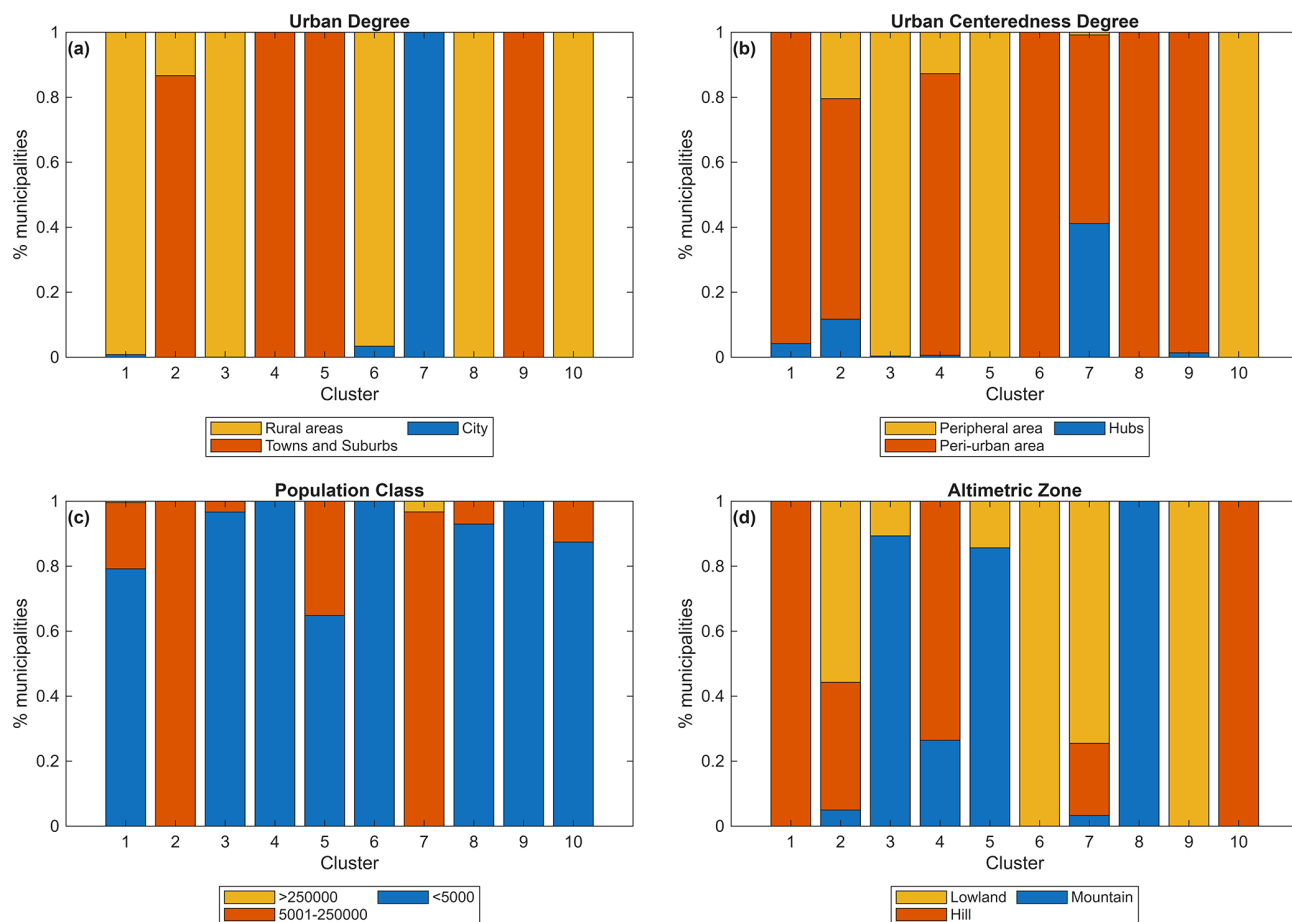 Urban Degree
(a)
% municipalities
1
0.8
0.6
0.4
0.2
0
1 2 3 4 5 6 7 8 9 10
Cluster
Rural areas City
Towns and Suburbs
Urban Centeredness Degree
(b)
% municipalities
1
0.8
0.6
0.4
0.2
0
1 2 3 4 5 6 7 8 9 10
Cluster
Peripheral area Hubs
Peri-urban area
Population Class
(c)
% municipalities
1
0.8
0.6
0.4
0.2
0
1 2 3 4 5 6 7 8 9 10
Cluster
>250000 <5000
5001-250000
Altimetric Zone
(d)
% municipalities
1
0.8
0.6
0.4
0.2
0
1 2 3 4 5 6 7 8 9 10
Cluster
Lowland Mountain
Hill